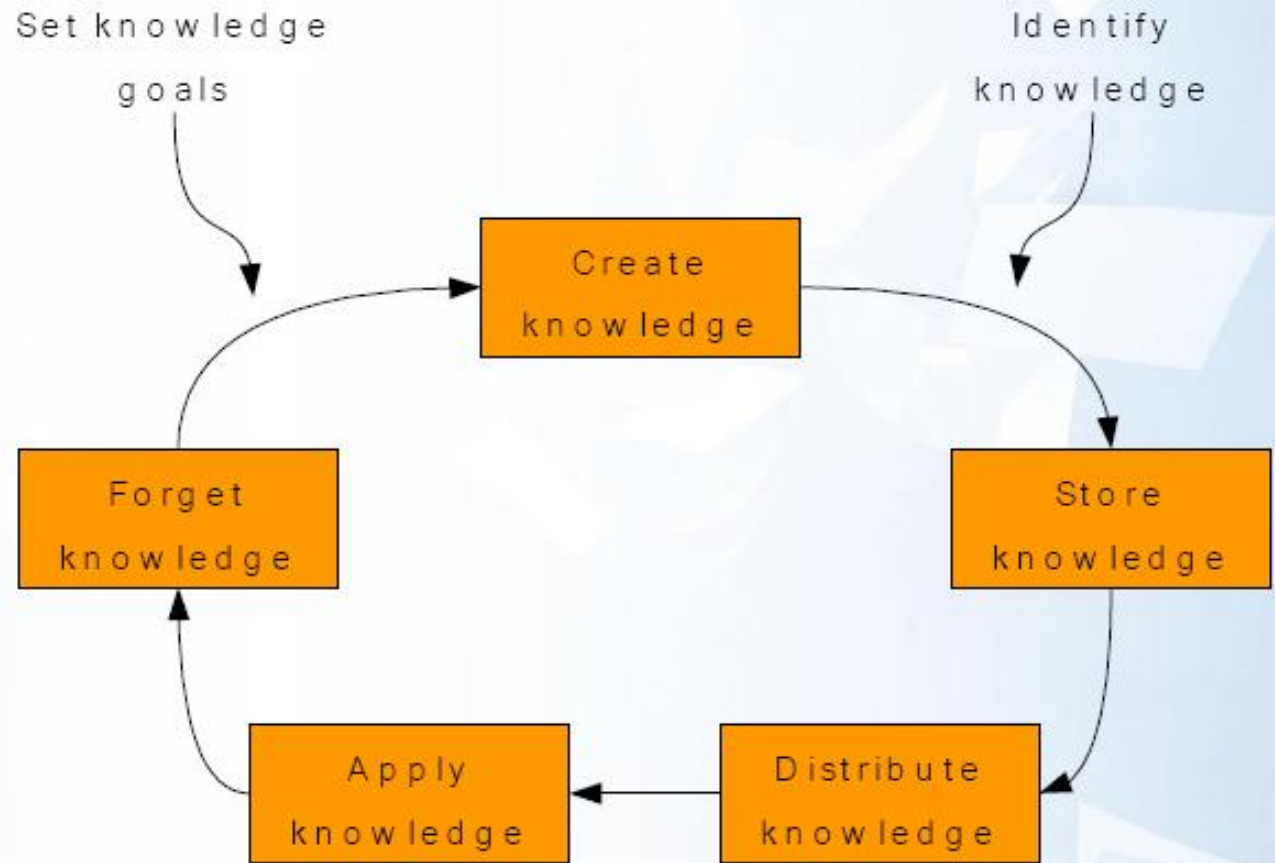 Set knowledge
goals
Identify
knowledge
Create
knowledge
Forget
knowledge
Store
knowledge
Apply
knowledge
Distribute
knowledge